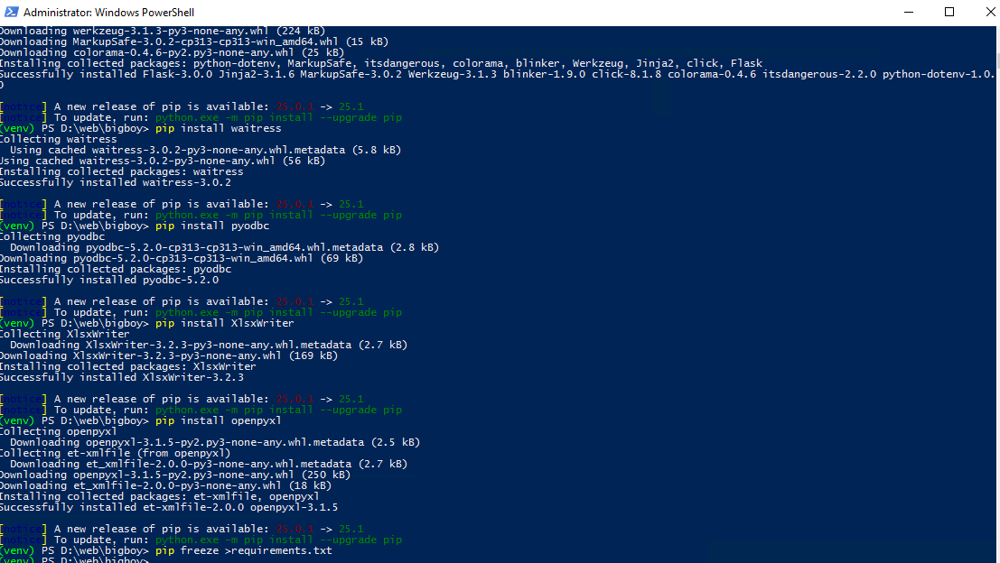 Administrator: Windows PowerShell
Downloading werkzeug-3.1.3-py3-none-any.whl (224 kB)
Downloading MarkupSafe-3.0.2-cp313-cp313-win_amd64.whl (15 kB)
Downloading colorama-0.4.6-py2.py3-none-any.whl (25 kB)
Installing collected packages: python-dotenv, MarkupSafe, itsdangerous, colorama, blinker, Werkzeug, Jinja2, click, Flask
Successfully installed Flask-3.0.0 Jinja2-3.1.6 MarkupSafe-3.0.2 Werkzeug-3.1.3 blinker-1.9.0 click-8.1.8 colorama-0.4.6 itsdangerous-2.2.0 python-dotenv-1.0.
0
[notice] A new release of pip is available: 25.0.1 -> 25.1
[notice] To update, run: python.exe -m pip install --upgrade pip
(venv) PS D:\web\bigboy> pip install waitress
Collecting waitress
Using cached waitress-3.0.2-py3-none-any.whl.metadata (5.8 kB)
Using cached waitress-3.0.2-py3-none-any.whl (56 kB)
Installing collected packages: waitress
Successfully installed waitress-3.0.2
[notice] A new release of pip is available: 25.0.1 -> 25.1
[notice] To update, run: python.exe -m pip install --upgrade pip
(venv) PS D:\web\bigboy> pip install pyodbc
Collecting pyodbc
Downloading pyodbc-5.2.0-cp313-cp313-win_amd64.whl.metadata (2.8 kB)
Downloading pyodbc-5.2.0-cp313-cp313-win_amd64.whl (69 kB)
Installing collected packages: pyodbc
Successfully installed pyodbc-5.2.0
[notice] A new release of pip is available: 25.0.1 -> 25.1
[notice] To update, run: python.exe -m pip install --upgrade pip
(venv) PS D:\web\bigboy> pip install XlsxWriter
Collecting XlsxWriter
Downloading XlsxWriter-3.2.3-py3-none-any.whl.metadata (2.7 kB)
Downloading XlsxWriter-3.2.3-py3-none-any.whl (169 kB)
Installing collected packages: XlsxWriter
Successfully installed XlsxWriter-3.2.3
[notice] A new release of pip is available: 25.0.1 -> 25.1
[notice] To update, run: python.exe -m pip install --upgrade pip
(venv) PS D:\web\bigboy> pip install openpyxl
Collecting openpyxl
Downloading openpyxl-3.1.5-py2.py3-none-any.whl.metadata (2.5 kB)
Collecting et-xmlfile (from openpyxl)
Downloading et_xmlfile-2.0.0-py3-none-any.whl.metadata (2.7 kB)
Downloading openpyxl-3.1.5-py2.py3-none-any.whl (250 kB)
Downloading et_xmlfile-2.0.0-py3-none-any.whl (18 kB)
Installing collected packages: et-xmlfile, openpyxl
Successfully installed et-xmlfile-2.0.0 openpyxl-3.1.5
[notice] A new release of pip is available: 25.0.1 -> 25.1
[notice] To update, run: python.exe -m pip install --upgrade pip
(venv) PS D:\web\bigboy> pip freeze >requirements.txt
(venv) PS D:\web\bigboy>